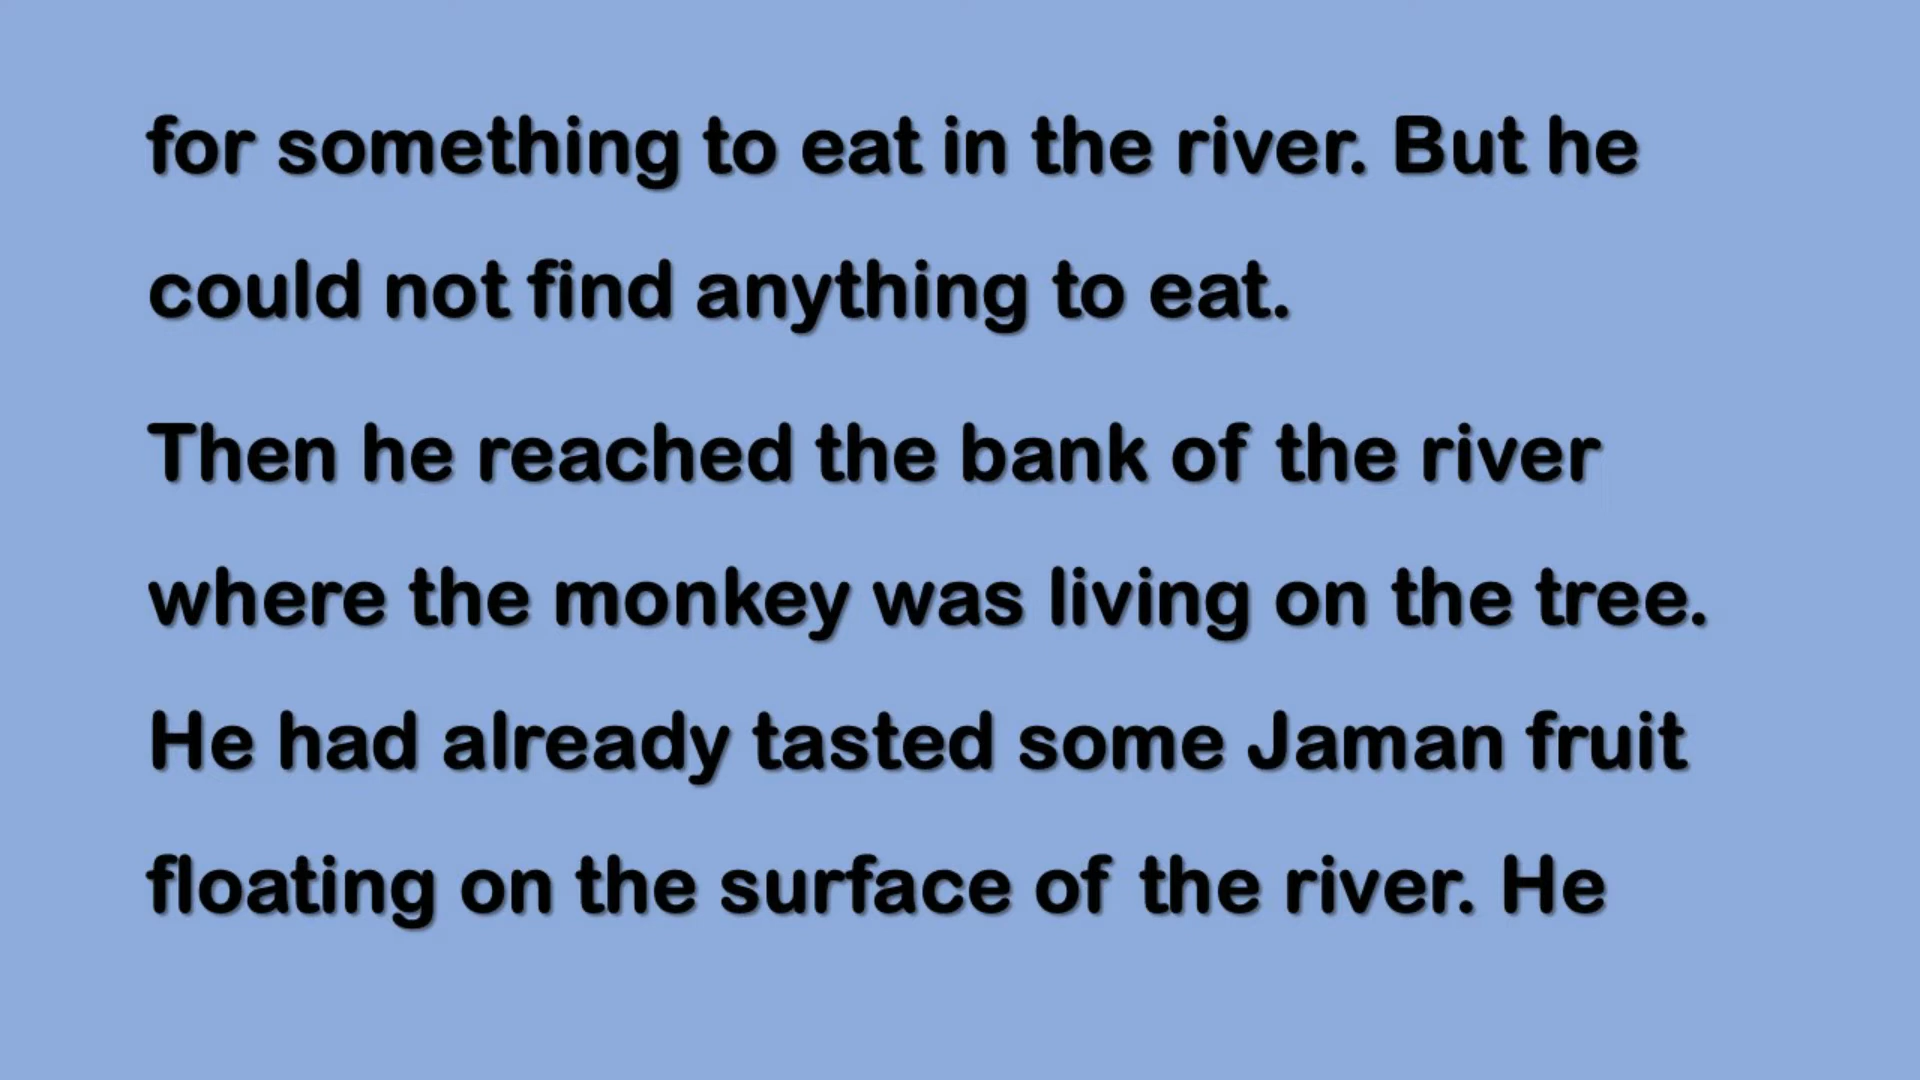 for something to eat in the river. But he
could not find anything to eat.
Then he reached the bank of the river
where the monkey was living on the tree.
He had already tasted some Jaman fruit
floating on the surface of the river. He